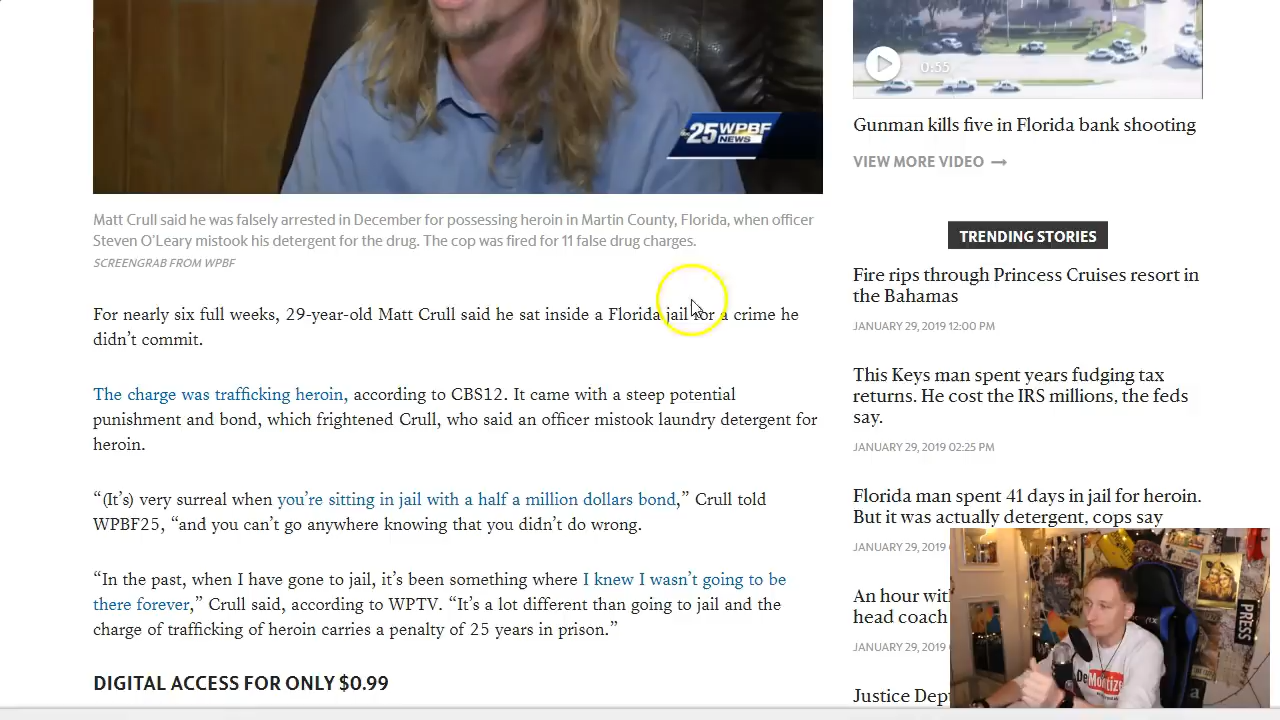 25 WPBF
NEWS
Matt Crull said he was falsely arrested in December for possessing heroin in Martin County, Florida, when officer
Steven O’Leary mistook his detergent for the drug. The cop was fired for 11 false drug charges.
SCREENGRAB FROM WPBF
For nearly six full weeks, 29-year-old Matt Crull said he sat inside a Florida jail for a crime he
didn’t commit.
The charge was trafficking heroin, according to CBS12. It came with a steep potential
punishment and bond, which frightened Crull, who said an officer mistook laundry detergent for
heroin.
“(It’s) very surreal when you’re sitting in jail with a half a million dollars bond,” Crull told
WPBF25, “and you can’t go anywhere knowing that you didn’t do wrong.
“In the past, when I have gone to jail, it’s been something where I knew I wasn’t going to be
there forever,” Crull said, according to WPTV. “It’s a lot different than going to jail and the
charge of trafficking of heroin carries a penalty of 25 years in prison.”
DIGITAL ACCESS FOR ONLY $0.99
0:55
Gunman kills five in Florida bank shooting
VIEW MORE VIDEO →
TRENDING STORIES
Fire rips through Princess Cruises resort in
the Bahamas
JANUARY 29, 2019 12:00 PM
This Keys man spent years fudging tax
returns. He cost the IRS millions, the feds
say.
JANUARY 29, 2019 02:25 PM
Florida man spent 41 days in jail for heroin.
But it was actually detergent, cops say
JANUARY 29, 2019
An hour wit
head coach
JANUARY 29, 2019
Justice Dep
PRESS